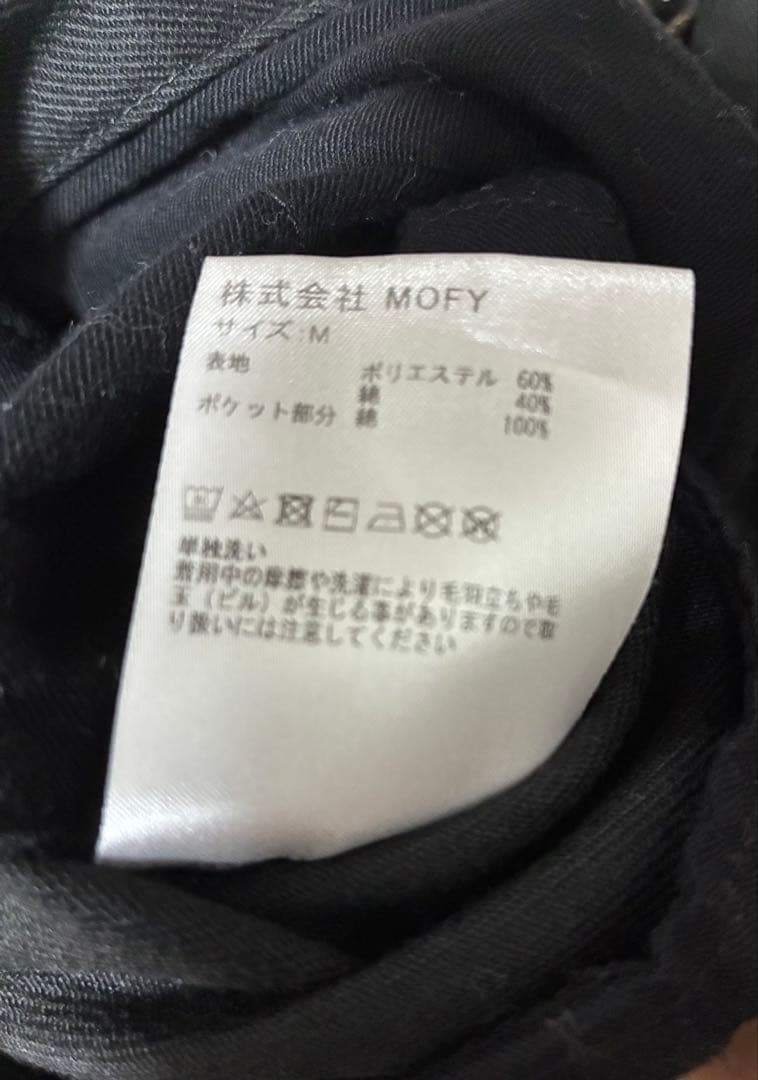 株式会社 MOFY
サイズ:M
表地 ポリエステル 60%
綿 40%
ポケット部分 綿 100%
単独洗い
着用中の摩擦や洗濯により毛羽立ちや毛
玉（ピル）が生じる事がありますので取
り扱いには注意してください